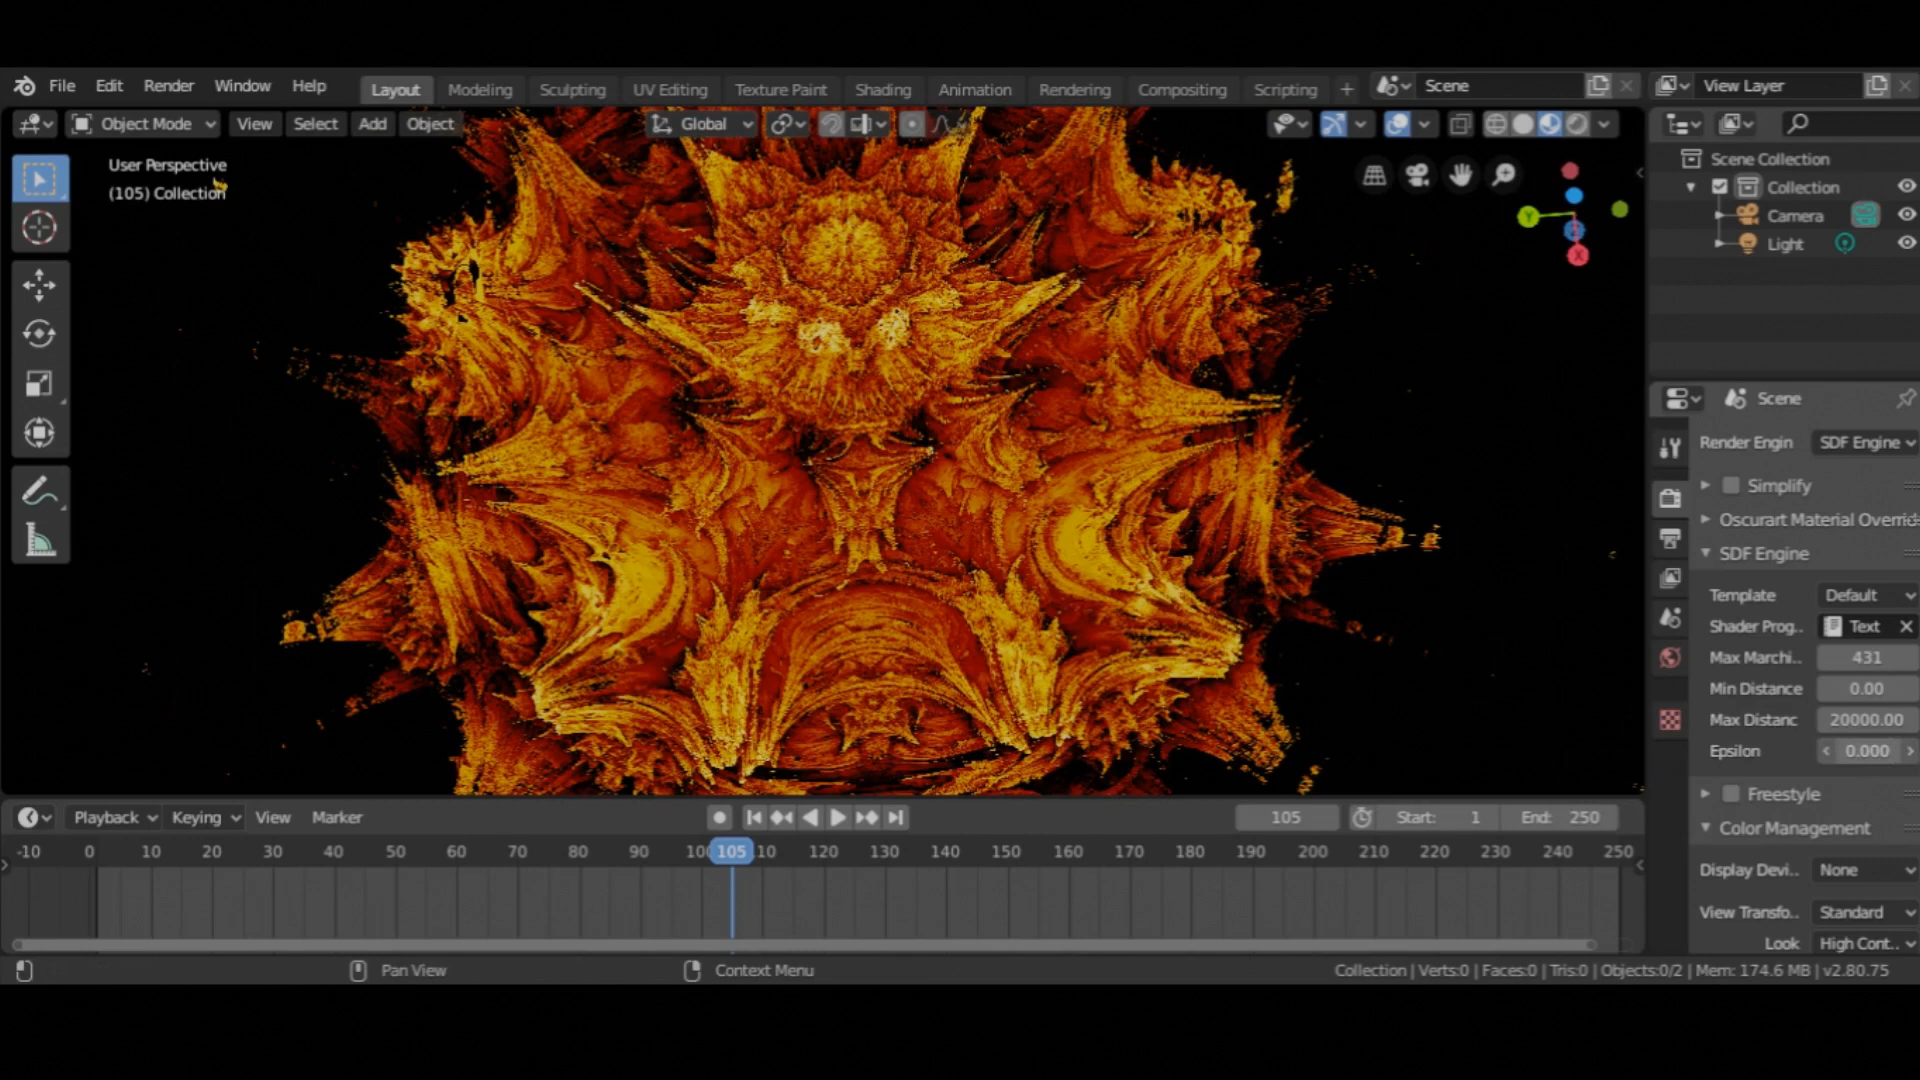 File Edit Render Window Help Layout Modeling Sculpting UV Editing Texture Paint Shading Animation Rendering Compositing Scripting + Scene View Layer
Object Mode View Select Add Object Global
User Perspective
(105) Collection
Y
X
Scene Collection
Collection
Camera
Light
Scene
Render Engin SDF Engine
Simplify
Oscurart Material Overrid
SDF Engine
Template Default
Shader Prog.. Text
Max Marchi.. 431
Min Distance 0.00
Max Distanc 20000.00
Epsilon 0.000
Freestyle
Color Management
Display Devi.. None
View Transfo.. Standard
Look High Cont..
Playback Keying View Marker 105 Start: 1 End: 250
-10 0 10 20 30 40 50 60 70 80 90 100 105 110 120 130 140 150 160 170 180 190 200 210 220 230 240 250
Pan View Context Menu Collection | Verts:0 | Faces:0 | Tris:0 | Objects:0/2 | Mem: 174.6 MB | v2.80.75